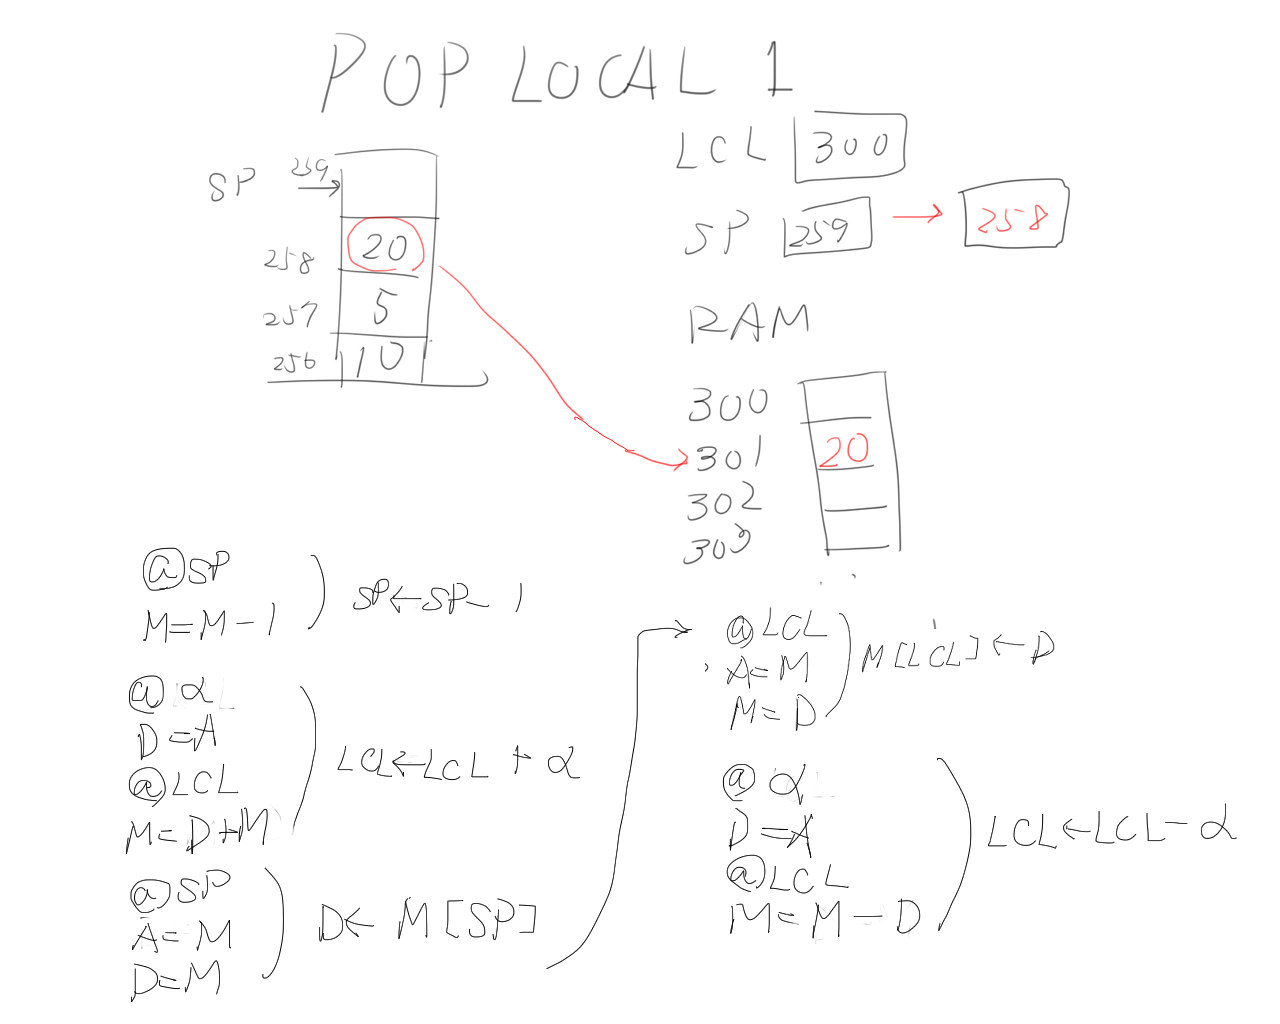 POP LOCAL 1
SP 259
20
258
5
257
10
256
LCL 300
SP 259 → 258
RAM
300
301 20
302
303
@SP
M=M-1
SP←SP-1
@α
D=A
@LCL
M=D+M
LCL←LCL+α
@SP
A=M
D=M
D←M[SP]
@LCL
A=M
M=D
M[LCL]←D
@α
D=A
@LCL
M=M-D
LCL←LCL-α